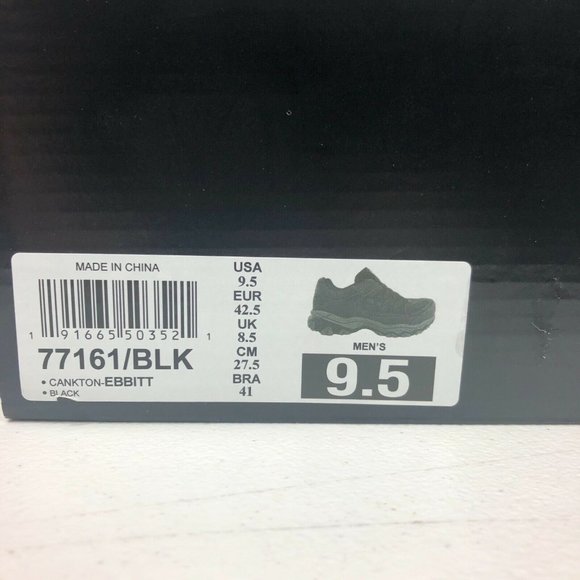 MADE IN CHINA
1 91665 50352 1
77161/BLK
• CANKTON-EBBITT
• BLACK
USA
9.5
EUR
42.5
UK
8.5
CM
27.5
BRA
41
MEN'S
9.5